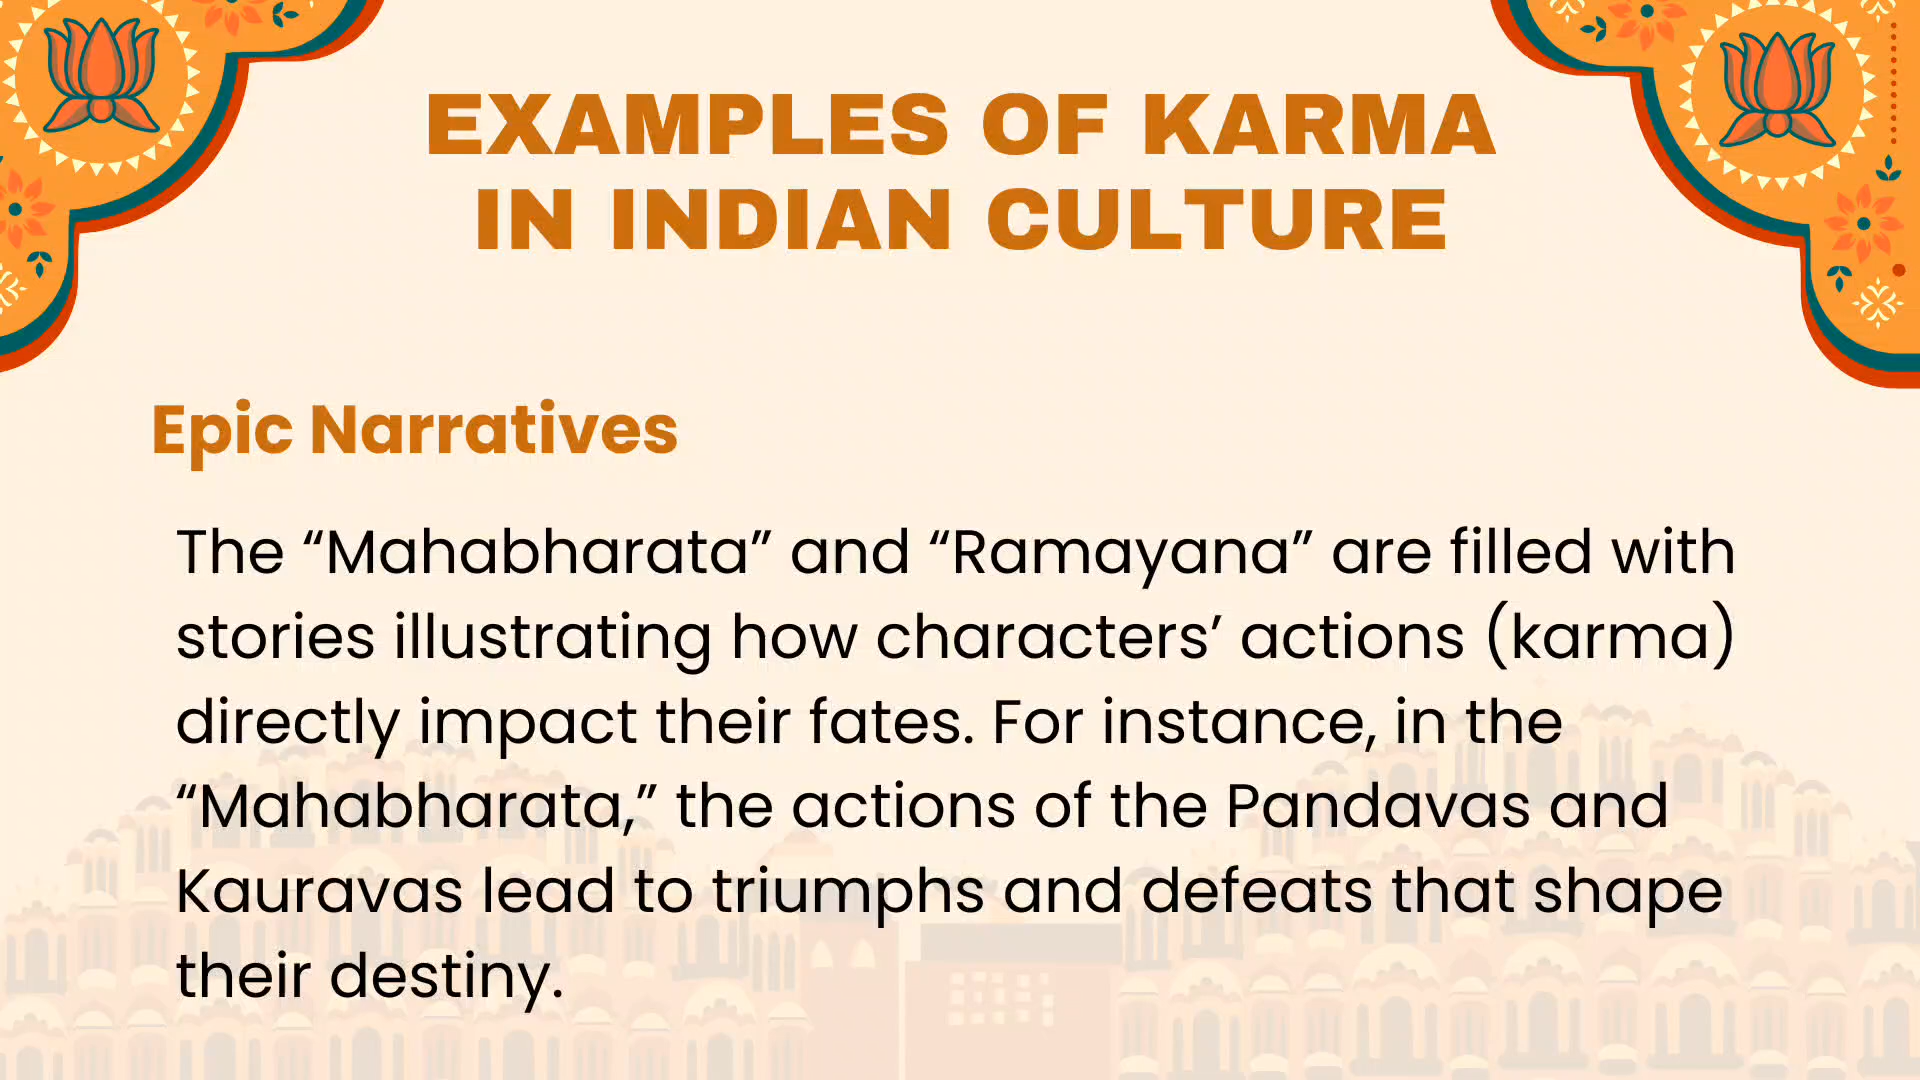 EXAMPLES OF KARMA
IN INDIAN CULTURE
Epic Narratives
The “Mahabharata” and “Ramayana” are filled with
stories illustrating how characters’ actions (karma)
directly impact their fates. For instance, in the
“Mahabharata,” the actions of the Pandavas and
Kauravas lead to triumphs and defeats that shape
their destiny.